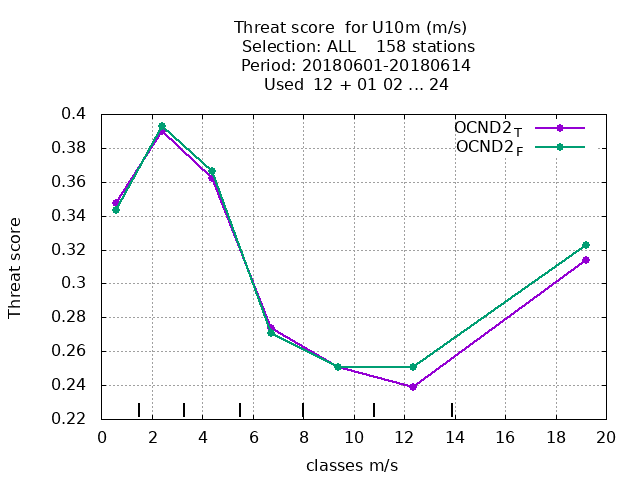 Threat score for U10m (m/s)
Selection: ALL 158 stations
Period: 20180601-20180614
Used 12 + 01 02 ... 24
OCND2T
OCND2F
Threat score
0.4
0.38
0.36
0.34
0.32
0.3
0.28
0.26
0.24
0.22
0 2 4 6 8 10 12 14 16 18 20
classes m/s